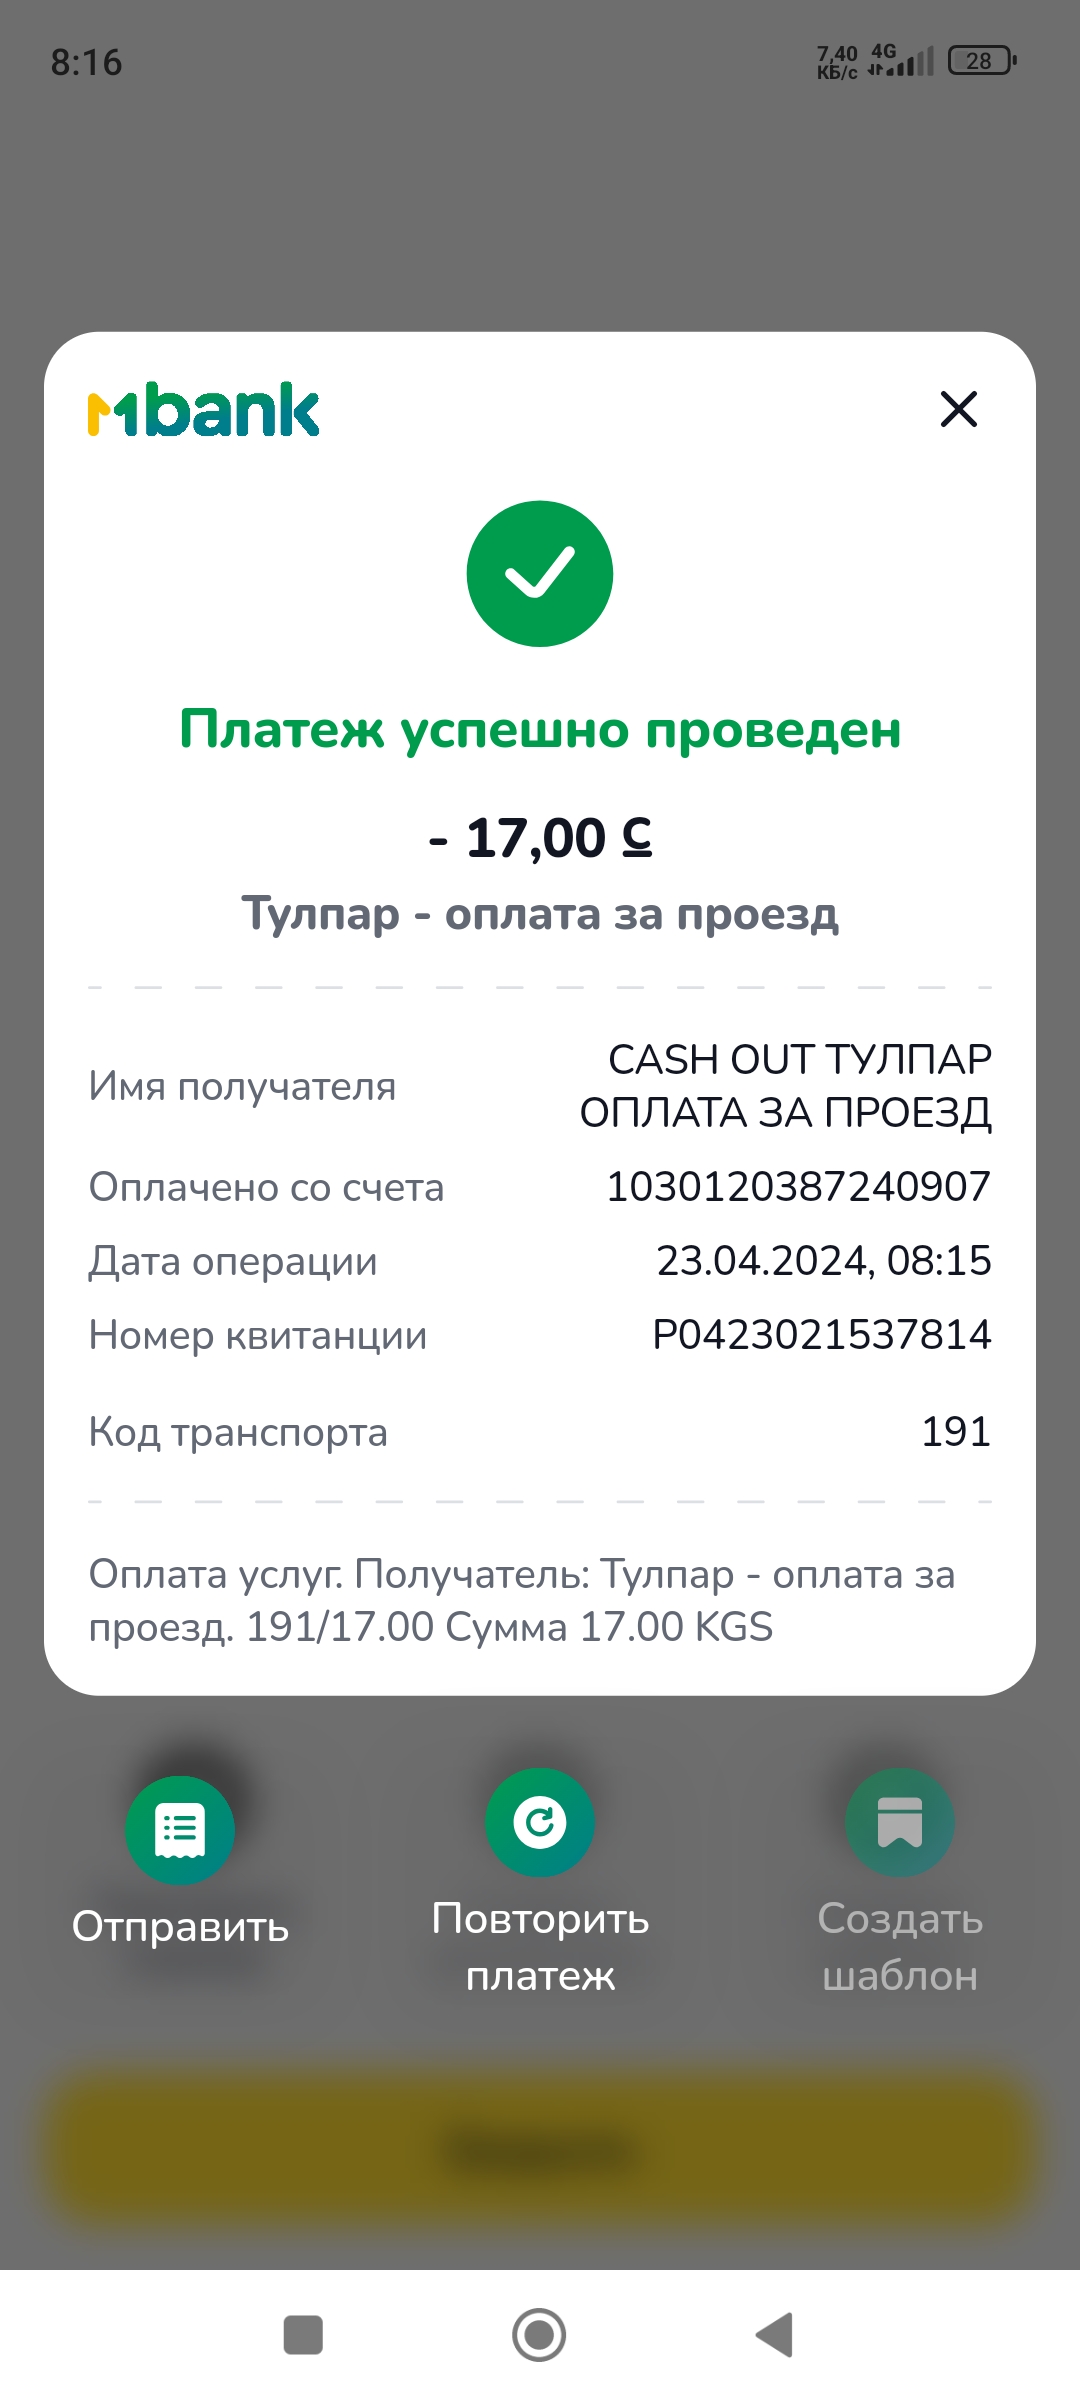 8:16
7,40
КБ/с
4G
28
Mbank
Платеж успешно проведен
- 17,00 С
Тулпар - оплата за проезд
Имя получателя
CASH OUT ТУЛПАР
ОПЛАТА ЗА ПРОЕЗД
Оплачено со счета
1030120387240907
Дата операции
23.04.2024, 08:15
Номер квитанции
P0423021537814
Код транспорта
191
Оплата услуг. Получатель: Тулпар - оплата за
проезд. 191/17.00 Сумма 17.00 KGS
Отправить
Повторить
платеж
Создать
шаблон